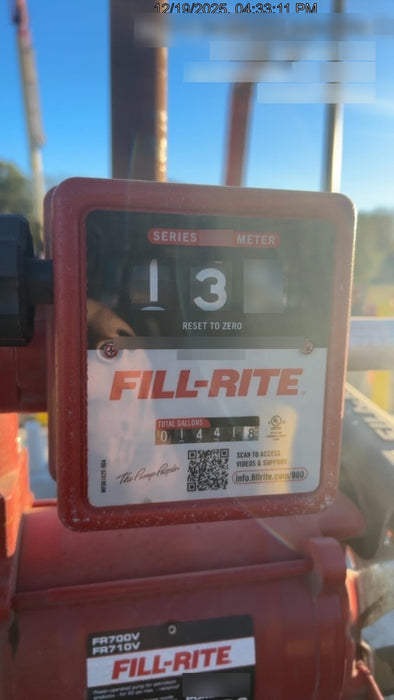 12/19/2025, 04:33:11 PM
SERIES METER
1 3
RESET TO ZERO
FILL-RITE
TOTAL GALLONS
0 1 4 4 1 8
The Pump People
SCAN TO ACCESS
VIDEOS & SUPPORT
info.fillrite.com/800
FR700V
FR710V
FILL-RITE